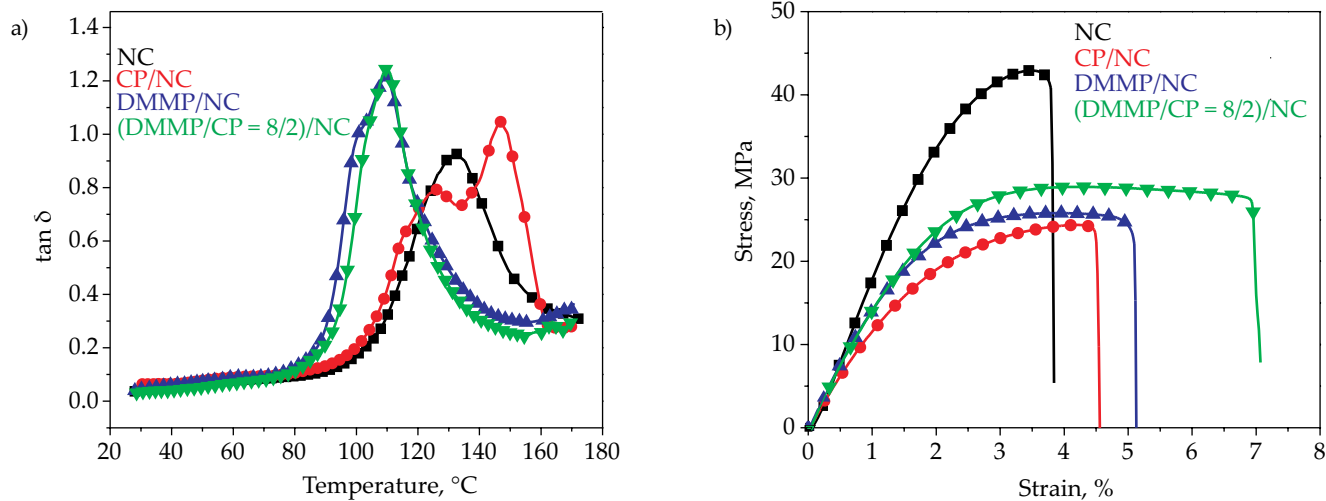 a)
1.4
1.2
1.0
0.8
0.6
0.4
0.2
0.0
tan δ
NC
CP/NC
DMMP/NC
(DMMP/CP = 8/2)/NC
20 40 60 80 100 120 140 160 180
Temperature, °C
b)
50
40
30
20
10
0
Stress, MPa
NC
CP/NC
DMMP/NC
(DMMP/CP = 8/2)/NC
0 1 2 3 4 5 6 7 8
Strain, %